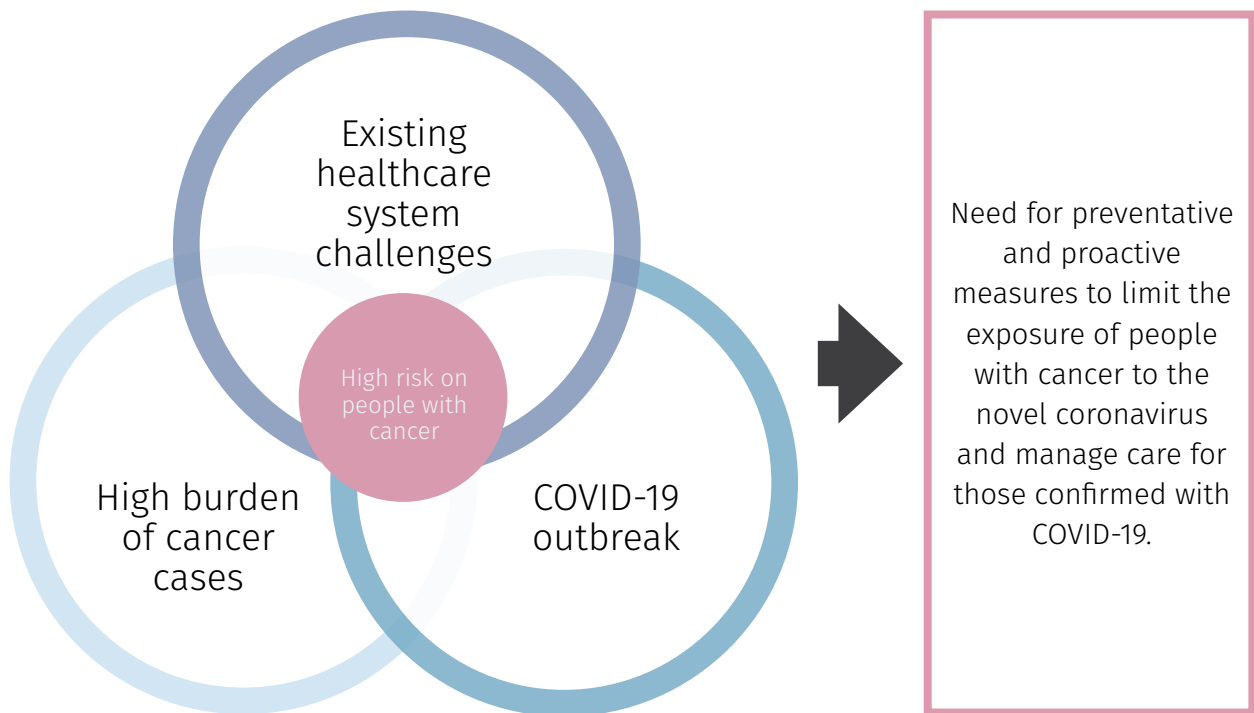 Existing
healthcare
system
challenges
High risk on
people with
cancer
High burden
of cancer
cases
COVID-19
outbreak
Need for preventative
and proactive
measures to limit the
exposure of people
with cancer to the
novel coronavirus
and manage care for
those confirmed with
COVID-19.